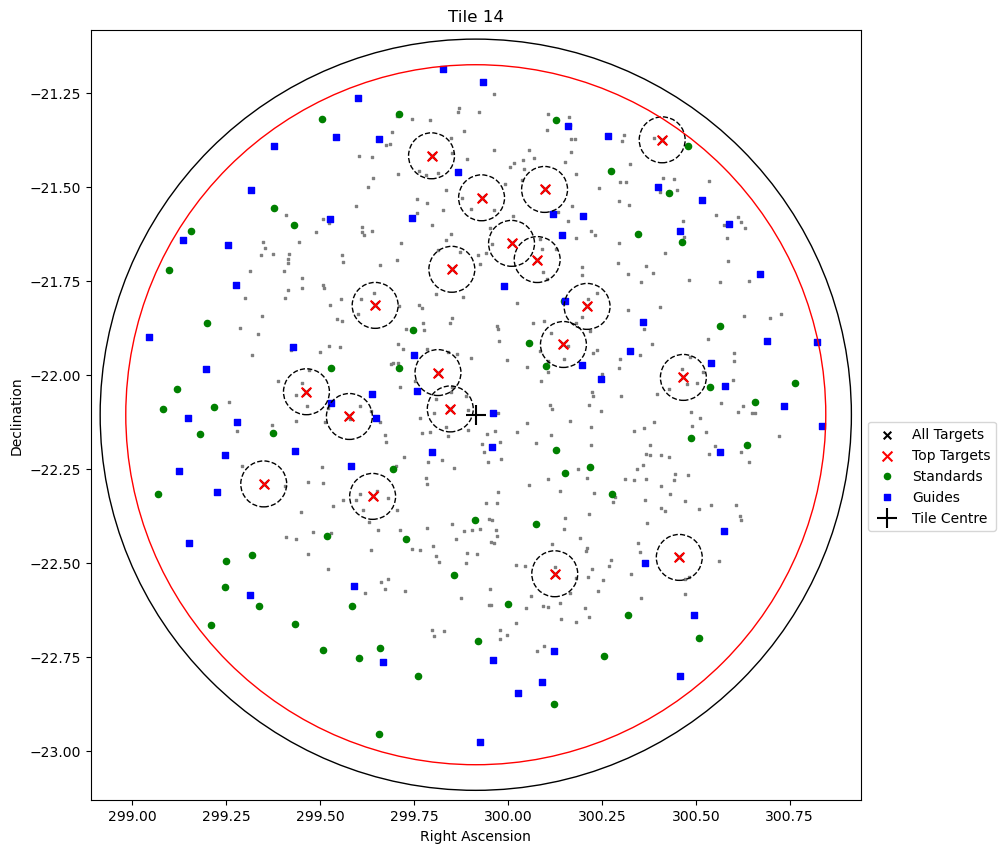 Tile 14
Declination
−21.25
−21.50
−21.75
−22.00
−22.25
−22.50
−22.75
−23.00
299.00
299.25
299.50
299.75
300.00
300.25
300.50
300.75
Right Ascension
All Targets
Top Targets
Standards
Guides
Tile Centre